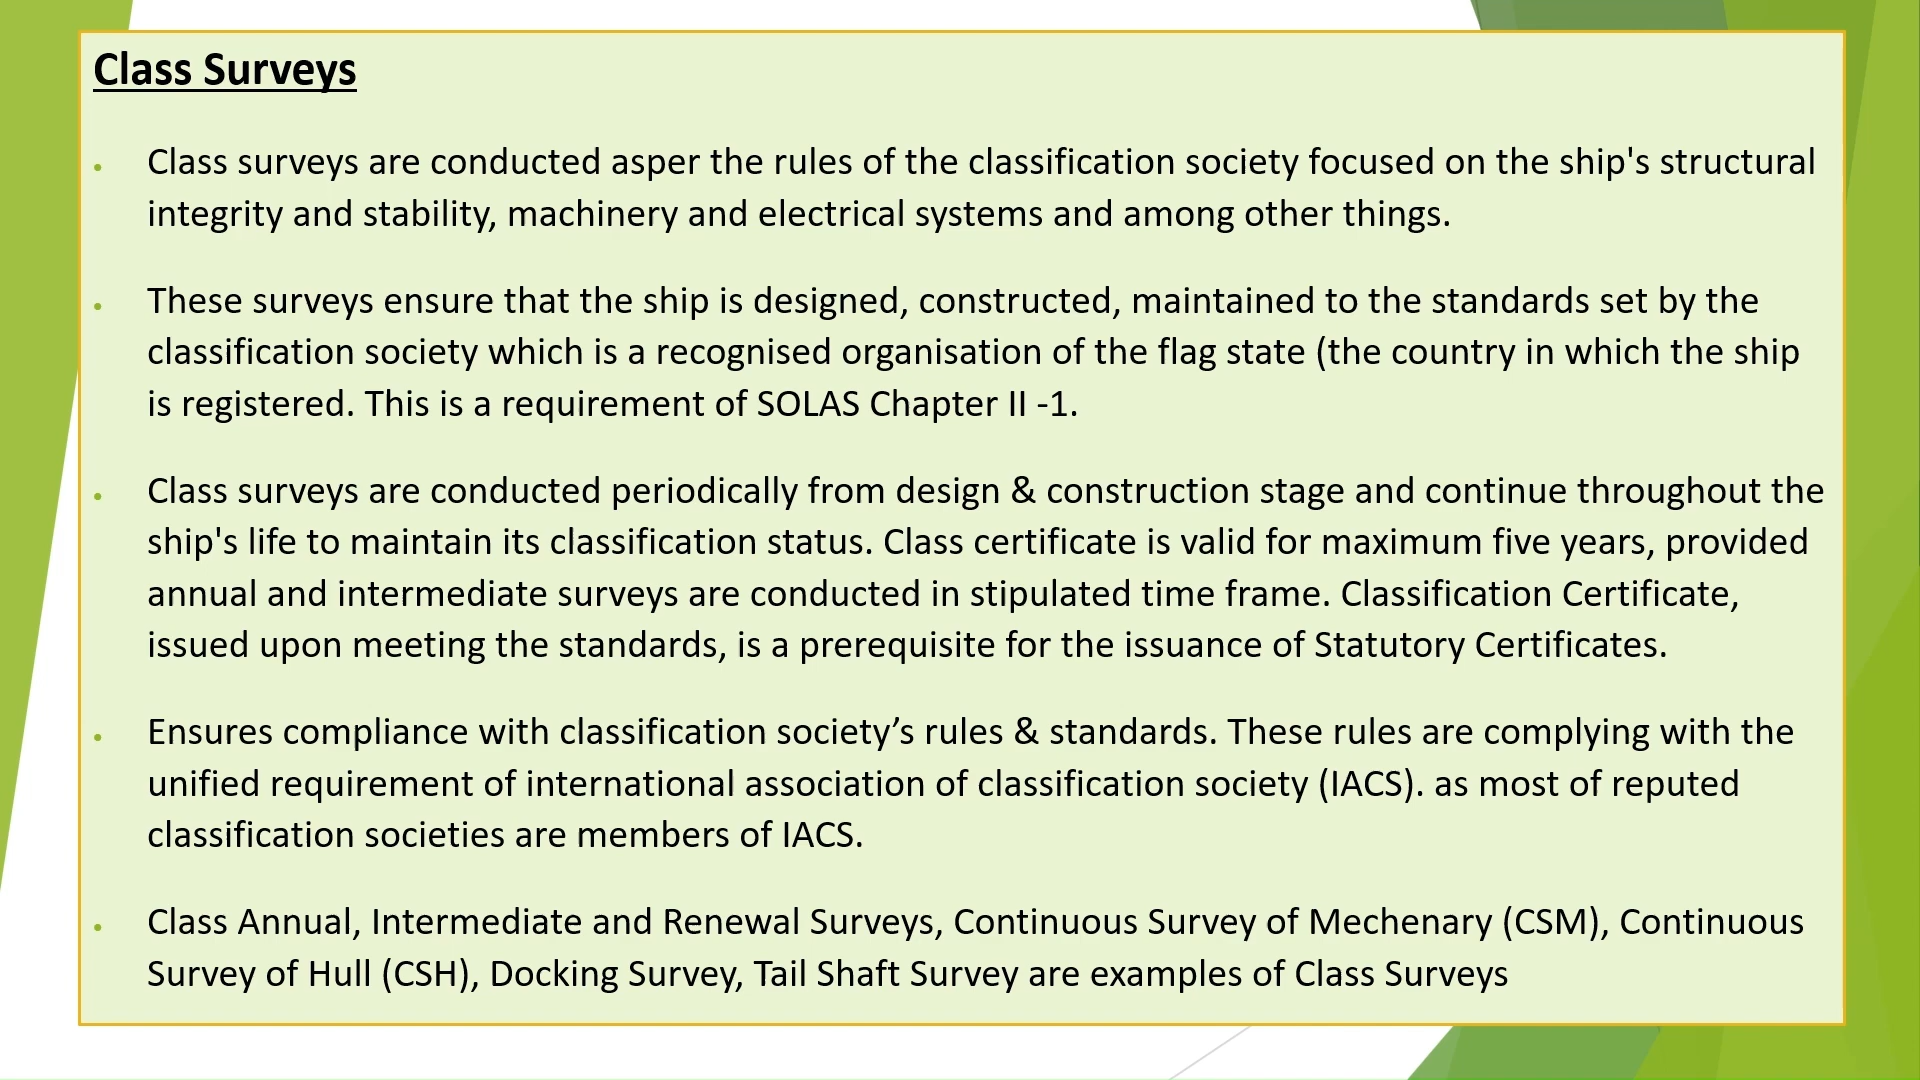 Class Surveys
• Class surveys are conducted asper the rules of the classification society focused on the ship's structural
integrity and stability, machinery and electrical systems and among other things.
• These surveys ensure that the ship is designed, constructed, maintained to the standards set by the
classification society which is a recognised organisation of the flag state (the country in which the ship
is registered. This is a requirement of SOLAS Chapter II -1.
• Class surveys are conducted periodically from design & construction stage and continue throughout the
ship's life to maintain its classification status. Class certificate is valid for maximum five years, provided
annual and intermediate surveys are conducted in stipulated time frame. Classification Certificate,
issued upon meeting the standards, is a prerequisite for the issuance of Statutory Certificates.
• Ensures compliance with classification society’s rules & standards. These rules are complying with the
unified requirement of international association of classification society (IACS). as most of reputed
classification societies are members of IACS.
• Class Annual, Intermediate and Renewal Surveys, Continuous Survey of Mechenary (CSM), Continuous
Survey of Hull (CSH), Docking Survey, Tail Shaft Survey are examples of Class Surveys